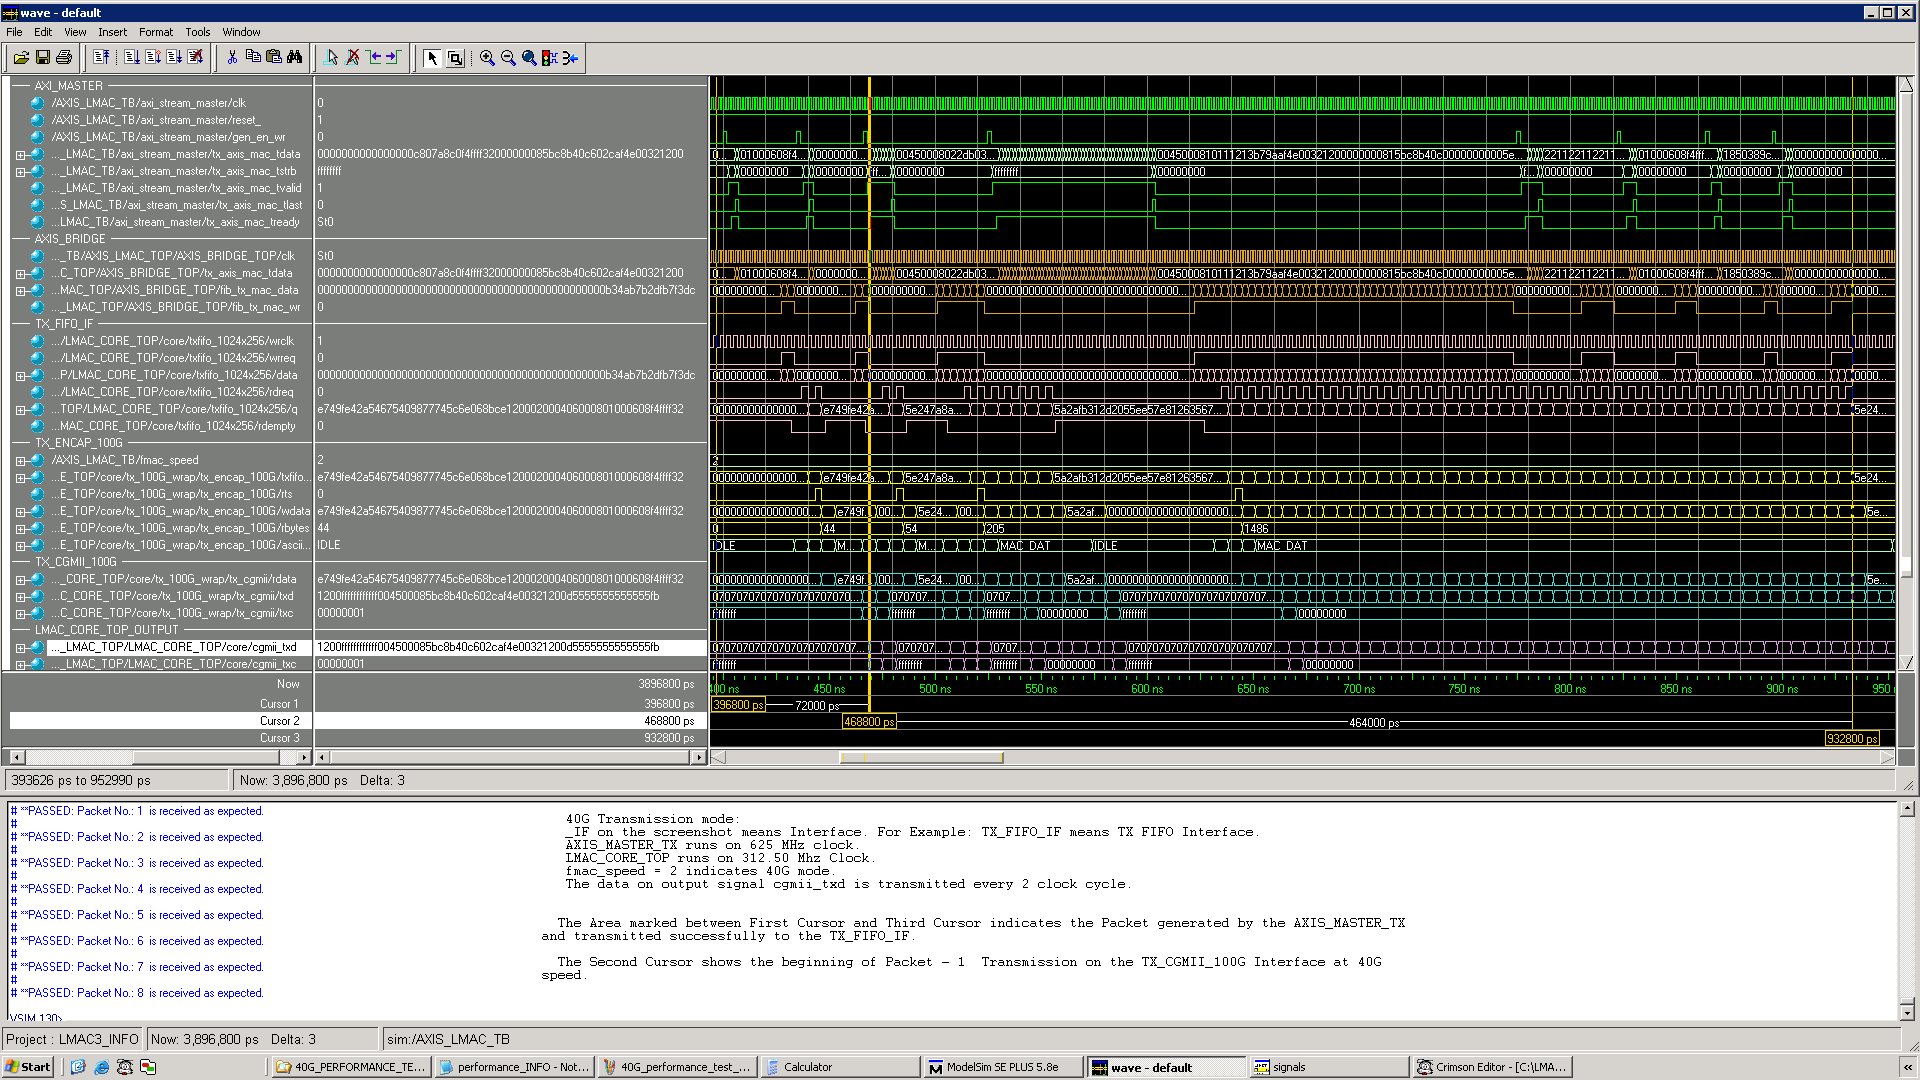 wave - default
File Edit View Insert Format Tools Window
AXI_MASTER
/AXIS_LMAC_TB/axi_stream_master/clk 0
/AXIS_LMAC_TB/axi_stream_master/reset_ 1
/AXIS_LMAC_TB/axi_stream_master/gen_en_wr 0
..._LMAC_TB/axi_stream_master/tx_axis_mac_tdata 0000000000000000c807a8c0f4ffff32000000085bc8b40c602caf4e00321200
..._LMAC_TB/axi_stream_master/tx_axis_mac_tstrb ffffffff
..._LMAC_TB/axi_stream_master/tx_axis_mac_tvalid 1
...S_LMAC_TB/axi_stream_master/tx_axis_mac_tlast 0
...LMAC_TB/axi_stream_master/tx_axis_mac_tready St0
AXIS_BRIDGE
..._TB/AXIS_LMAC_TOP/AXIS_BRIDGE_TOP/clk St0
...C_TOP/AXIS_BRIDGE_TOP/tx_axis_mac_tdata 0000000000000000c807a8c0f4ffff32000000085bc8b40c602caf4e00321200
...MAC_TOP/AXIS_BRIDGE_TOP/fib_tx_mac_data
..._LMAC_TOP/AXIS_BRIDGE_TOP/fib_tx_mac_wr 0
TX_FIFO_IF
.../LMAC_CORE_TOP/core/txfifo_1024x256/wrclk 1
.../LMAC_CORE_TOP/core/txfifo_1024x256/wrreq 0
...P/LMAC_CORE_TOP/core/txfifo_1024x256/data
.../LMAC_CORE_TOP/core/txfifo_1024x256/rdreq 0
...TOP/LMAC_CORE_TOP/core/txfifo_1024x256/q e749fe42a54675409877745c6e068bce120002000406000801000608f4ffff32
...MAC_CORE_TOP/core/txfifo_1024x256/rdempty 0
TX_ENCAP_100G
/AXIS_LMAC_TB/fmac_speed 2
...E_TOP/core/tx_100G_wrap/tx_encap_100G/txfifo... e749fe42a54675409877745c6e068bce120002000406000801000608f4ffff32
...E_TOP/core/tx_100G_wrap/tx_encap_100G/rts 0
...E_TOP/core/tx_100G_wrap/tx_encap_100G/wdata e749fe42a54675409877745c6e068bce120002000406000801000608f4ffff32
...E_TOP/core/tx_100G_wrap/tx_encap_100G/rbytes 44
...E_TOP/core/tx_100G_wrap/tx_encap_100G/ascii... IDLE
TX_CGMII_100G
..._CORE_TOP/core/tx_100G_wrap/tx_cgmii/rdata e749fe42a54675409877745c6e068bce120002000406000801000608f4ffff32
...C_CORE_TOP/core/tx_100G_wrap/tx_cgmii/txd
...C_CORE_TOP/core/tx_100G_wrap/tx_cgmii/txc 00000001
LMAC_CORE_TOP_OUTPUT
..._LMAC_TOP/LMAC_CORE_TOP/core/cgmii_txd
..._LMAC_TOP/LMAC_CORE_TOP/core/cgmii_txc 00000001
44 54 205 1486
IDLE M... M... MAC_DAT IDLE MAC_DAT
Now 3896800 ps
Cursor 1 396800 ps
Cursor 2 468800 ps
Cursor 3 932800 ps
450 ns 500 ns 550 ns 600 ns 650 ns 700 ns 750 ns 800 ns 850 ns 900 ns 950
396800 ps 72000 ps
468800 ps 464000 ps
932800 ps
393626 ps to 952990 ps Now: 3,896,800 ps Delta: 3
# **PASSED: Packet No.: 1 is received as expected.
#
# **PASSED: Packet No.: 2 is received as expected.
#
# **PASSED: Packet No.: 3 is received as expected.
#
# **PASSED: Packet No.: 4 is received as expected.
#
# **PASSED: Packet No.: 5 is received as expected.
#
# **PASSED: Packet No.: 6 is received as expected.
#
# **PASSED: Packet No.: 7 is received as expected.
#
# **PASSED: Packet No.: 8 is received as expected.
VSIM 130>
40G Transmission mode:
_IF on the screenshot means Interface. For Example: TX_FIFO_IF means TX FIFO Interface.
AXIS_MASTER_TX runs on 625 MHz clock.
LMAC_CORE_TOP runs on 312.50 Mhz Clock.
fmac_speed = 2 indicates 40G mode.
The data on output signal cgmii_txd is transmitted every 2 clock cycle.
The Area marked between First Cursor and Third Cursor indicates the Packet generated by the AXIS_MASTER_TX
and transmitted successfully to the TX_FIFO_IF.
The Second Cursor shows the beginning of Packet - 1 Transmission on the TX_CGMII_100G Interface at 40G
speed.
Project : LMAC3_INFO Now: 3,896,800 ps Delta: 3 sim:/AXIS_LMAC_TB
Start 40G_PERFORMANCE_TE... performance_INFO - Not... 40G_performance_test_... Calculator ModelSim SE PLUS 5.8e wave - default signals Crimson Editor - [C:\LMA...